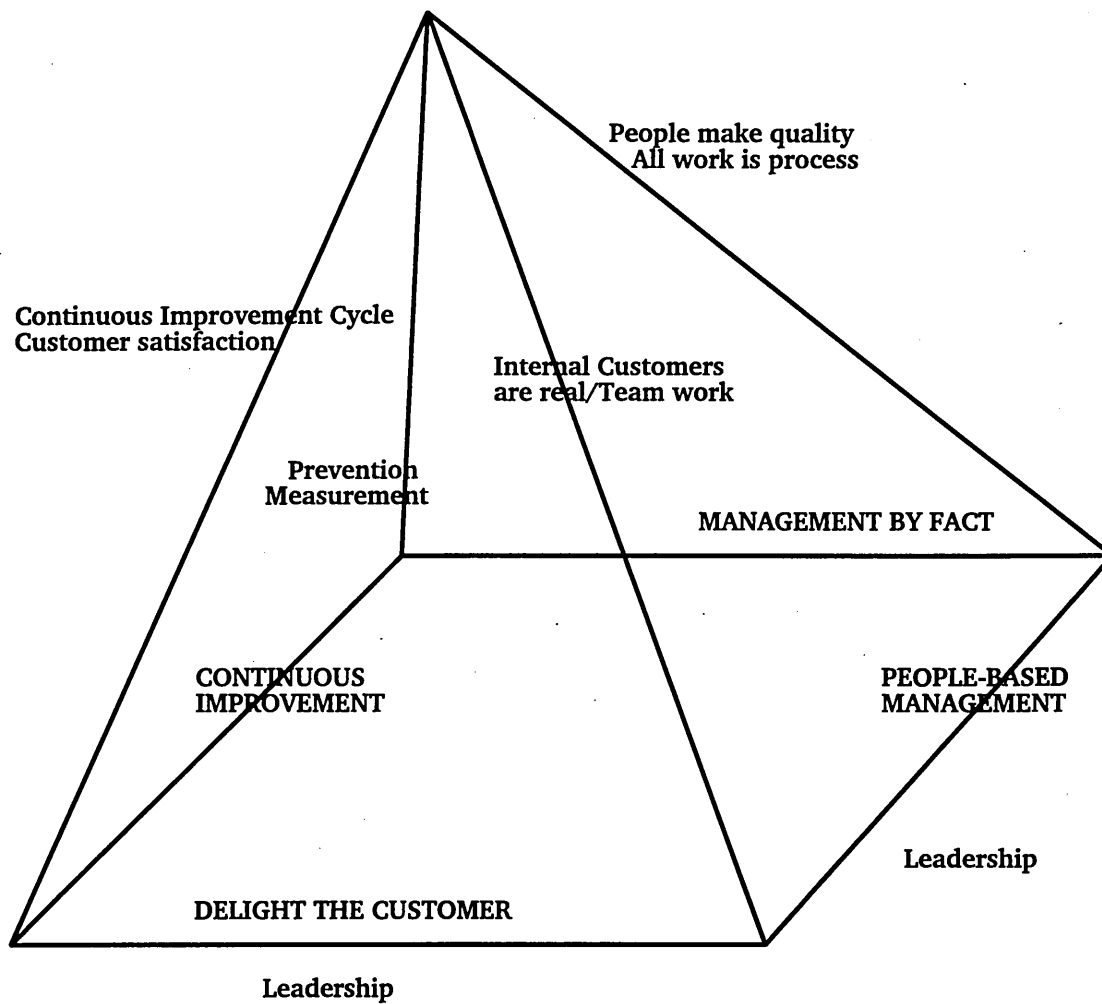 People make quality
All work is process
Continuous Improvement Cycle
Customer satisfaction
Internal Customers
are real/Team work
Prevention
Measurement
MANAGEMENT BY FACT
CONTINUOUS
IMPROVEMENT
PEOPLE-BASED
MANAGEMENT
Leadership
DELIGHT THE CUSTOMER
Leadership